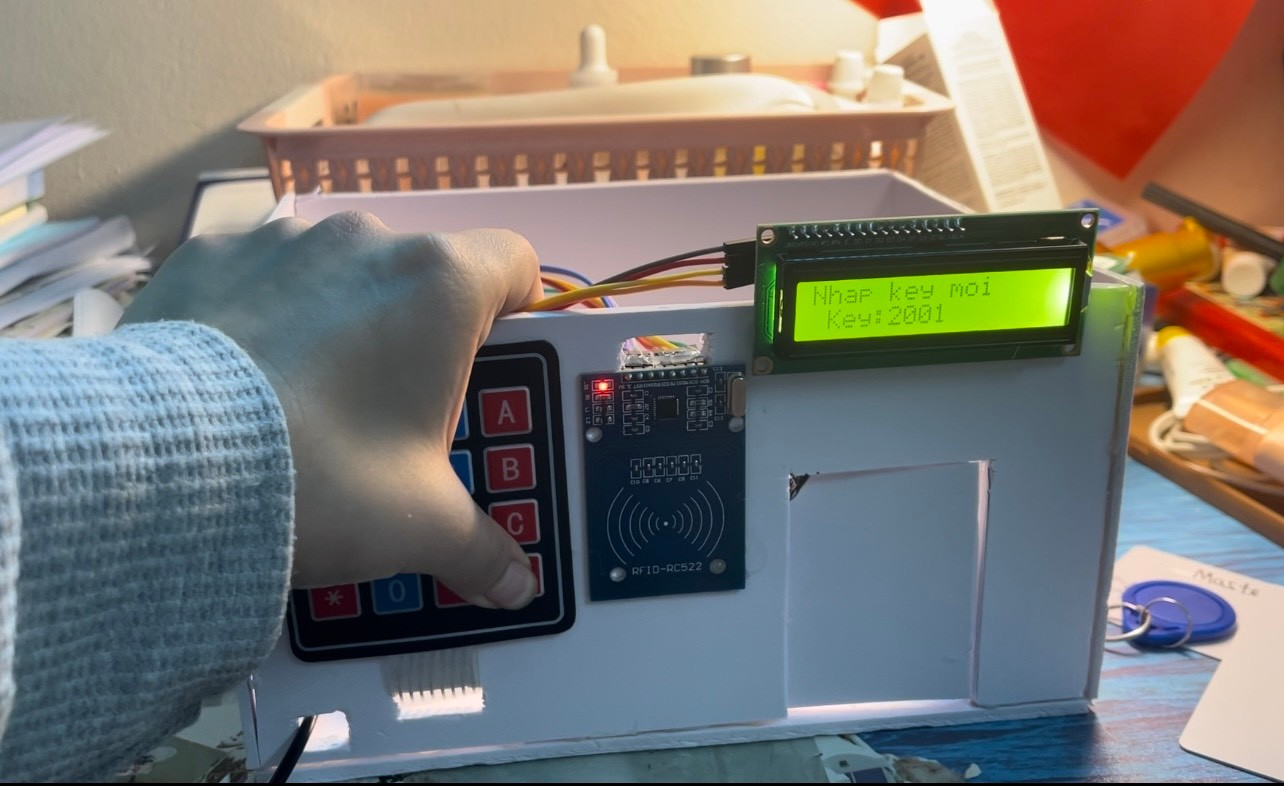 Nhap key moi
Key:2001
A
B
C
*
0
RFID-RC522
Maste